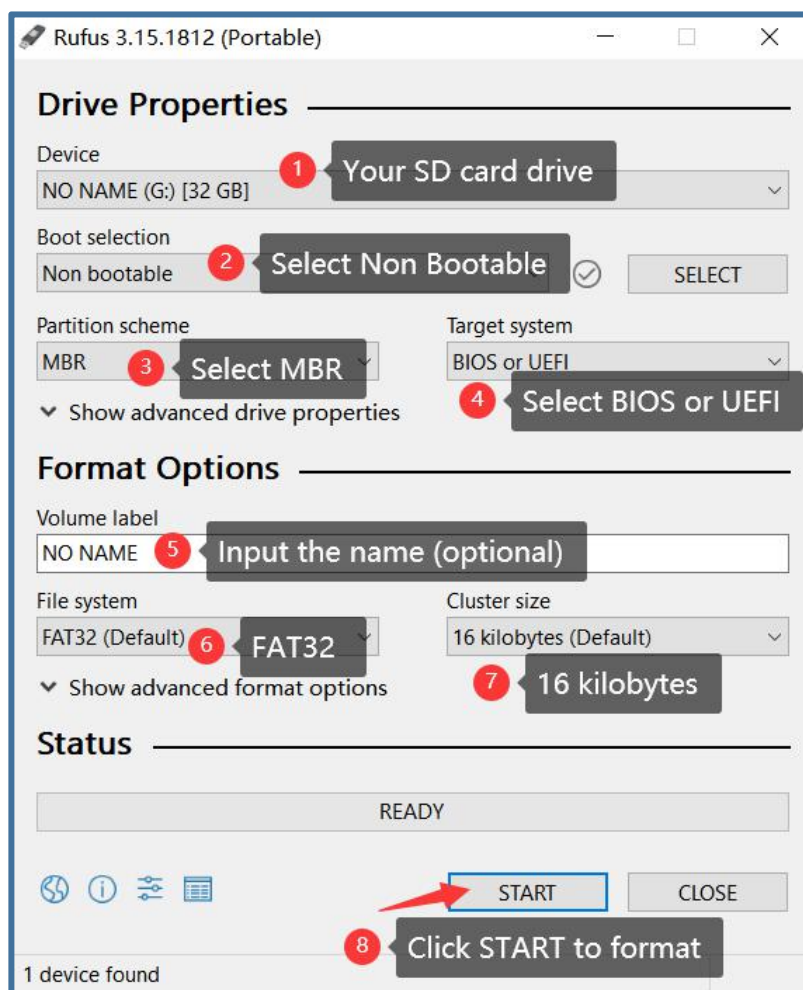 Rufus 3.15.1812 (Portable)
Drive Properties
Device
1 Your SD card drive
NO NAME (G:) [32 GB]
Boot selection
Non bootable
2 Select Non Bootable
SELECT
Partition scheme
Target system
MBR
3 Select MBR
BIOS or UEFI
4 Select BIOS or UEFI
Show advanced drive properties
Format Options
Volume label
NO NAME
5 Input the name (optional)
File system
Cluster size
FAT32 (Default)
6 FAT32
16 kilobytes (Default)
7 16 kilobytes
Show advanced format options
Status
READY
START
CLOSE
8 Click START to format
1 device found